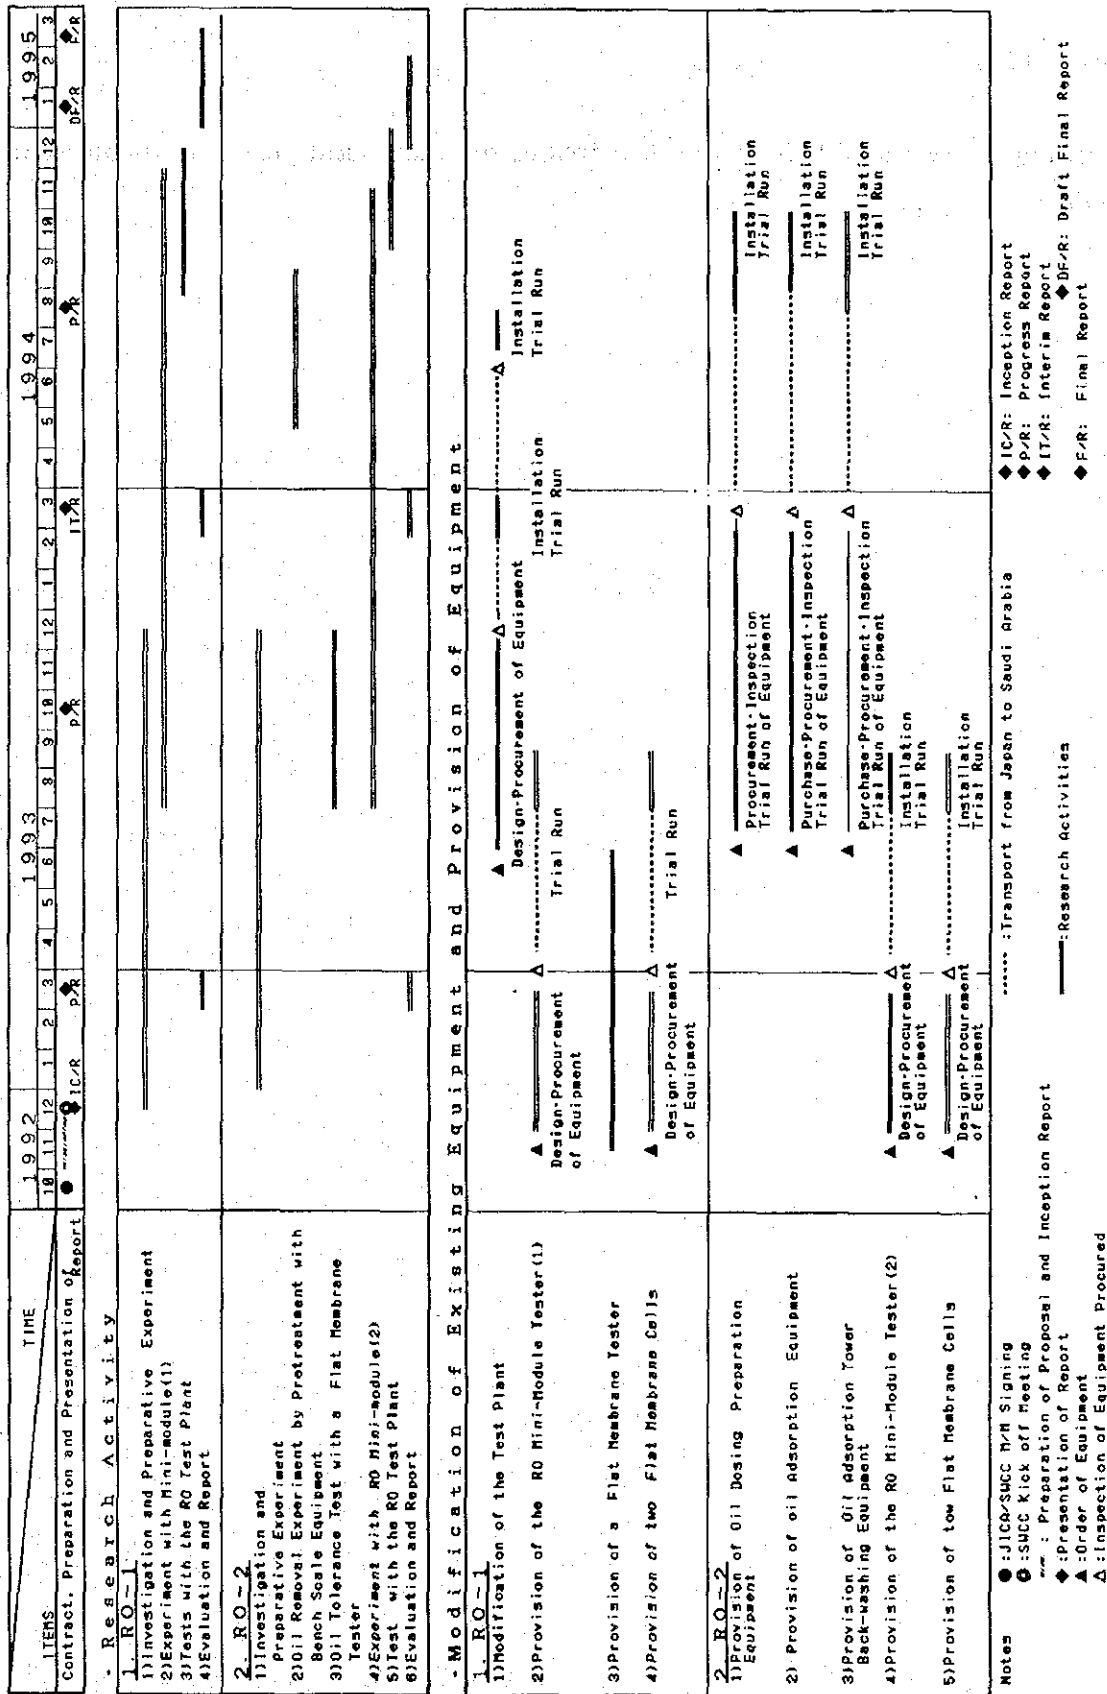 TIME
ITEMS
1992 1993 1994 1995
10 11 12 1 2 3 4 5 6 7 8 9 10 11 12 1 2 3 4 5 6 7 8 9 10 11 12 1 2 3
Contract, Preparation and Presentation of Report
IC/R P/R P/R IT/R P/R DF/R F/R
- Research Activity
1. RO-1
1)Investigation and Preparative Experiment
2)Experiment with Mini-module(1)
3)Tests with the RO Test Plant
4)Evaluation and Report
2. RO-2
1)Investigation and
Preparative Experiment
2)Oil Removal Experiment by Pretreatment with
Bench Scale Equipment
3)Oil Tolerance Test with a Flat Membrane
Tester
4)Experiment with RO Mini-module(2)
5)Test with the RO Test Plant
6)Evaluation and Report
- Modification of Existing Equipment and Provision of Equipment
1. RO-1
1)Modification of the Test Plant
Design·Procurement of Equipment
Installation
Trial Run
Installation
Trial Run
2)Provision of the RO Mini-Module Tester(1)
Design·Procurement
of Equipment
Trial Run
3)Provision of a Flat Membrane Tester
4)Provision of two Flat Membrane Cells
Design·Procurement
of Equipment
Trial Run
2. RO-2
1)Provision of Oil Dosing Preparation
Equipment
Procurement·Inspection
Trial Run of Equipment
Installation
Trial Run
2) Provision of oil Adsorption Equipment
Purchase·Procurement·Inspection
Trial Run of Equipment
Installation
Trial Run
3)Provision of Oil Adsorption Tower
Back-washing Equipment
Purchase·Procurement·Inspection
Trial Run of Equipment
Installation
Trial Run
4)Provision of the RO Mini-Module Tester(2)
Design·Procurement
of Equipment
Installation
Trial Run
5)Provision of tow Flat Membrane Cells
Design·Procurement
of Equipment
Installation
Trial Run
Notes
●:JICA/SWCC M/M Signing
:SWCC Kick off Meeting
: Preparation of Proposal and Inception Report
◆:Presentation of Report
▲:Order of Equipment
△:Inspection of Equipment Procured
------:Transport from Japan to Saudi Arabia
———:Research Activities
◆IC/R: Inception Report
◆P/R: Progress Report
◆IT/R: Interim Report
◆DF/R: Draft Final Report
◆F/R: Final Report